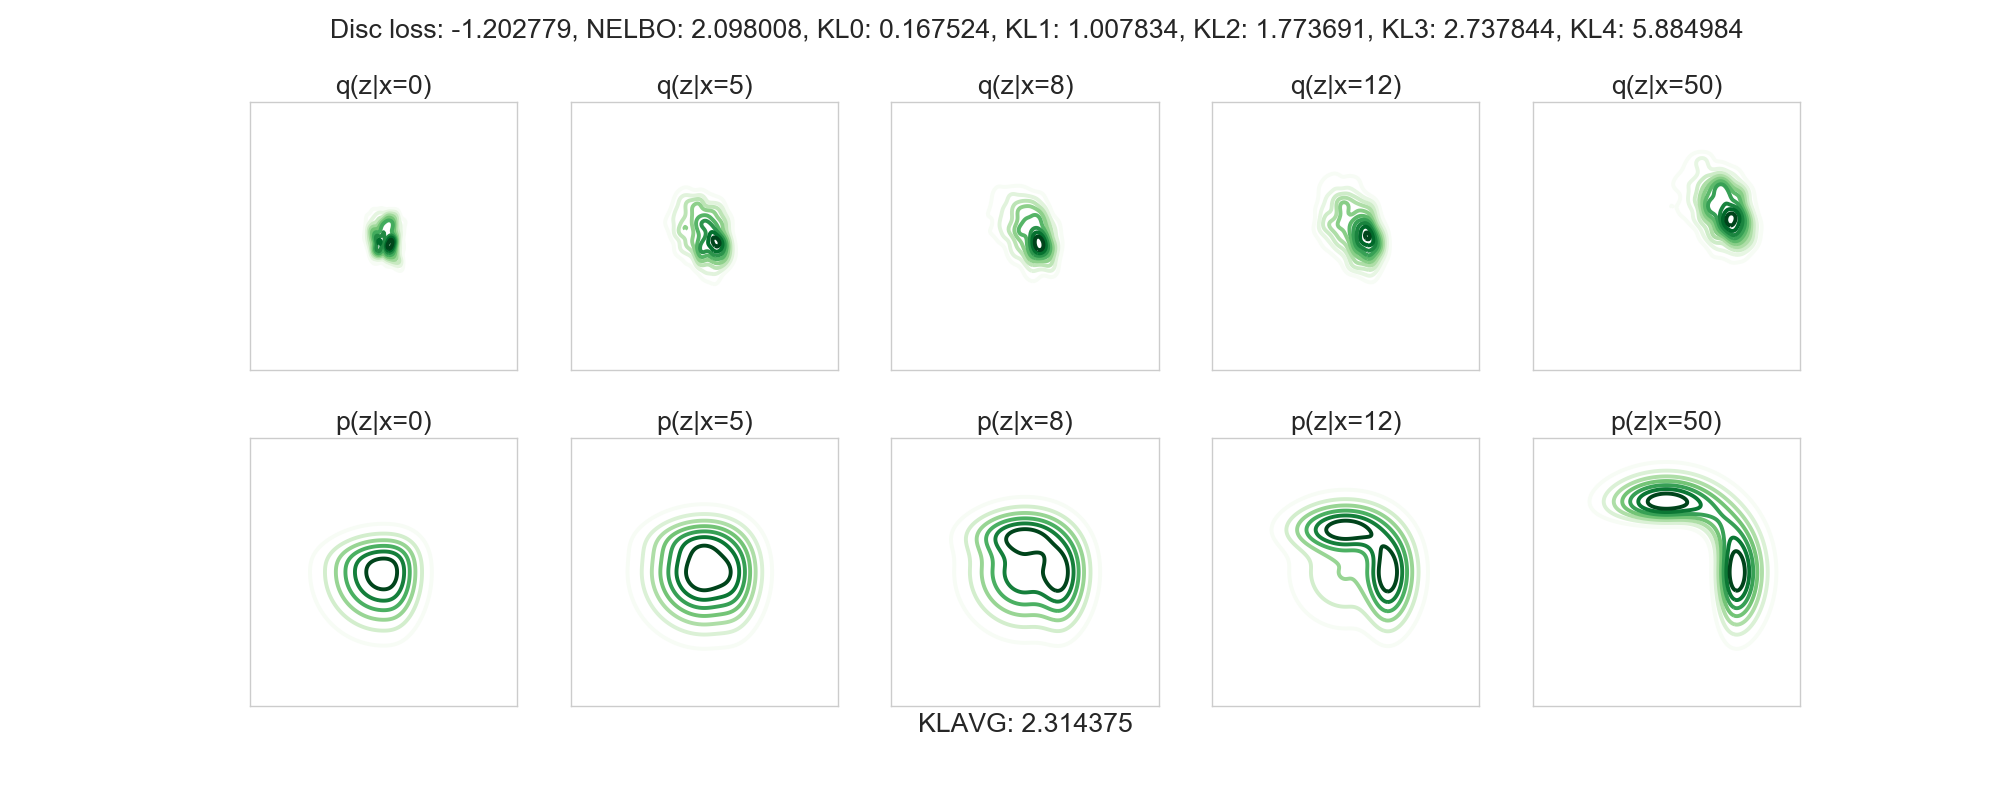 Disc loss: -1.202779, NELBO: 2.098008, KL0: 0.167524, KL1: 1.007834, KL2: 1.773691, KL3: 2.737844, KL4: 5.884984
q(z|x=0) q(z|x=5) q(z|x=8) q(z|x=12) q(z|x=50)
p(z|x=0) p(z|x=5) p(z|x=8) p(z|x=12) p(z|x=50)
KLAVG: 2.314375